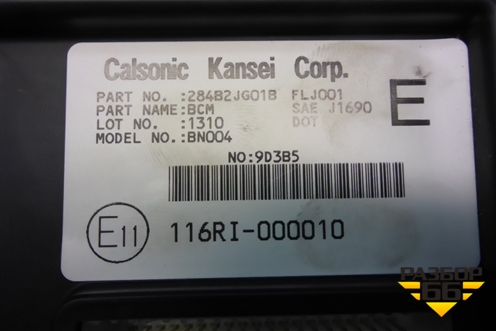 Calsonic Kansei Corp.
PART NO. :284B2JG01B FLJ001
PART NAME:BCM SAE J1690
LOT NO. :1310 DOT
MODEL NO.:BN004
E
NO:9D3B5
E11 116RI-000010
РАЗБОР
66